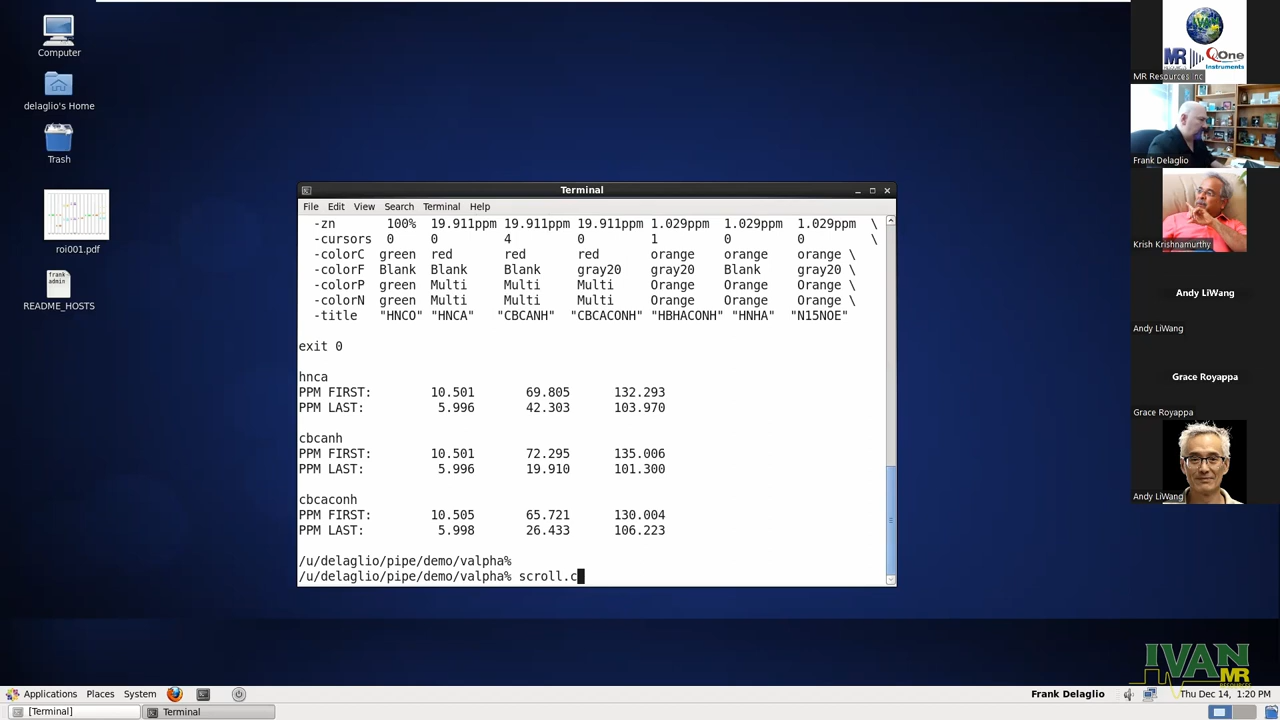 Computer
delaglio's Home
Trash
roi001.pdf
frank
admin
README_HOSTS
Terminal
File Edit View Search Terminal Help
-zn 100% 19.911ppm 19.911ppm 19.911ppm 1.029ppm 1.029ppm 1.029ppm \
-cursors 0 0 4 0 1 0 0 \
-colorC green red red red orange orange orange \
-colorF Blank Blank Blank gray20 gray20 Blank gray20 \
-colorP green Multi Multi Multi Orange Orange Orange \
-colorN green Multi Multi Multi Orange Orange Orange \
-title "HNCO" "HNCA" "CBCANH" "CBCACONH" "HBHACONH" "HNHA" "N15NOE"
exit 0
hnca
PPM FIRST: 10.501 69.805 132.293
PPM LAST: 5.996 42.303 103.970
cbcanh
PPM FIRST: 10.501 72.295 135.006
PPM LAST: 5.996 19.910 101.300
cbcaconh
PPM FIRST: 10.505 65.721 130.004
PPM LAST: 5.998 26.433 106.223
/u/delaglio/pipe/demo/valpha%
/u/delaglio/pipe/demo/valpha% scroll.c
MR QOne
Instruments
MR Resources Inc
Frank Delaglio
Krish Krishnamurthy
Andy LiWang
Andy LiWang
Grace Royappa
Grace Royappa
Andy LiWang
IVAN
MR
RESOURCES
Applications Places System Frank Delaglio Thu Dec 14, 1:20 PM
[Terminal] Terminal